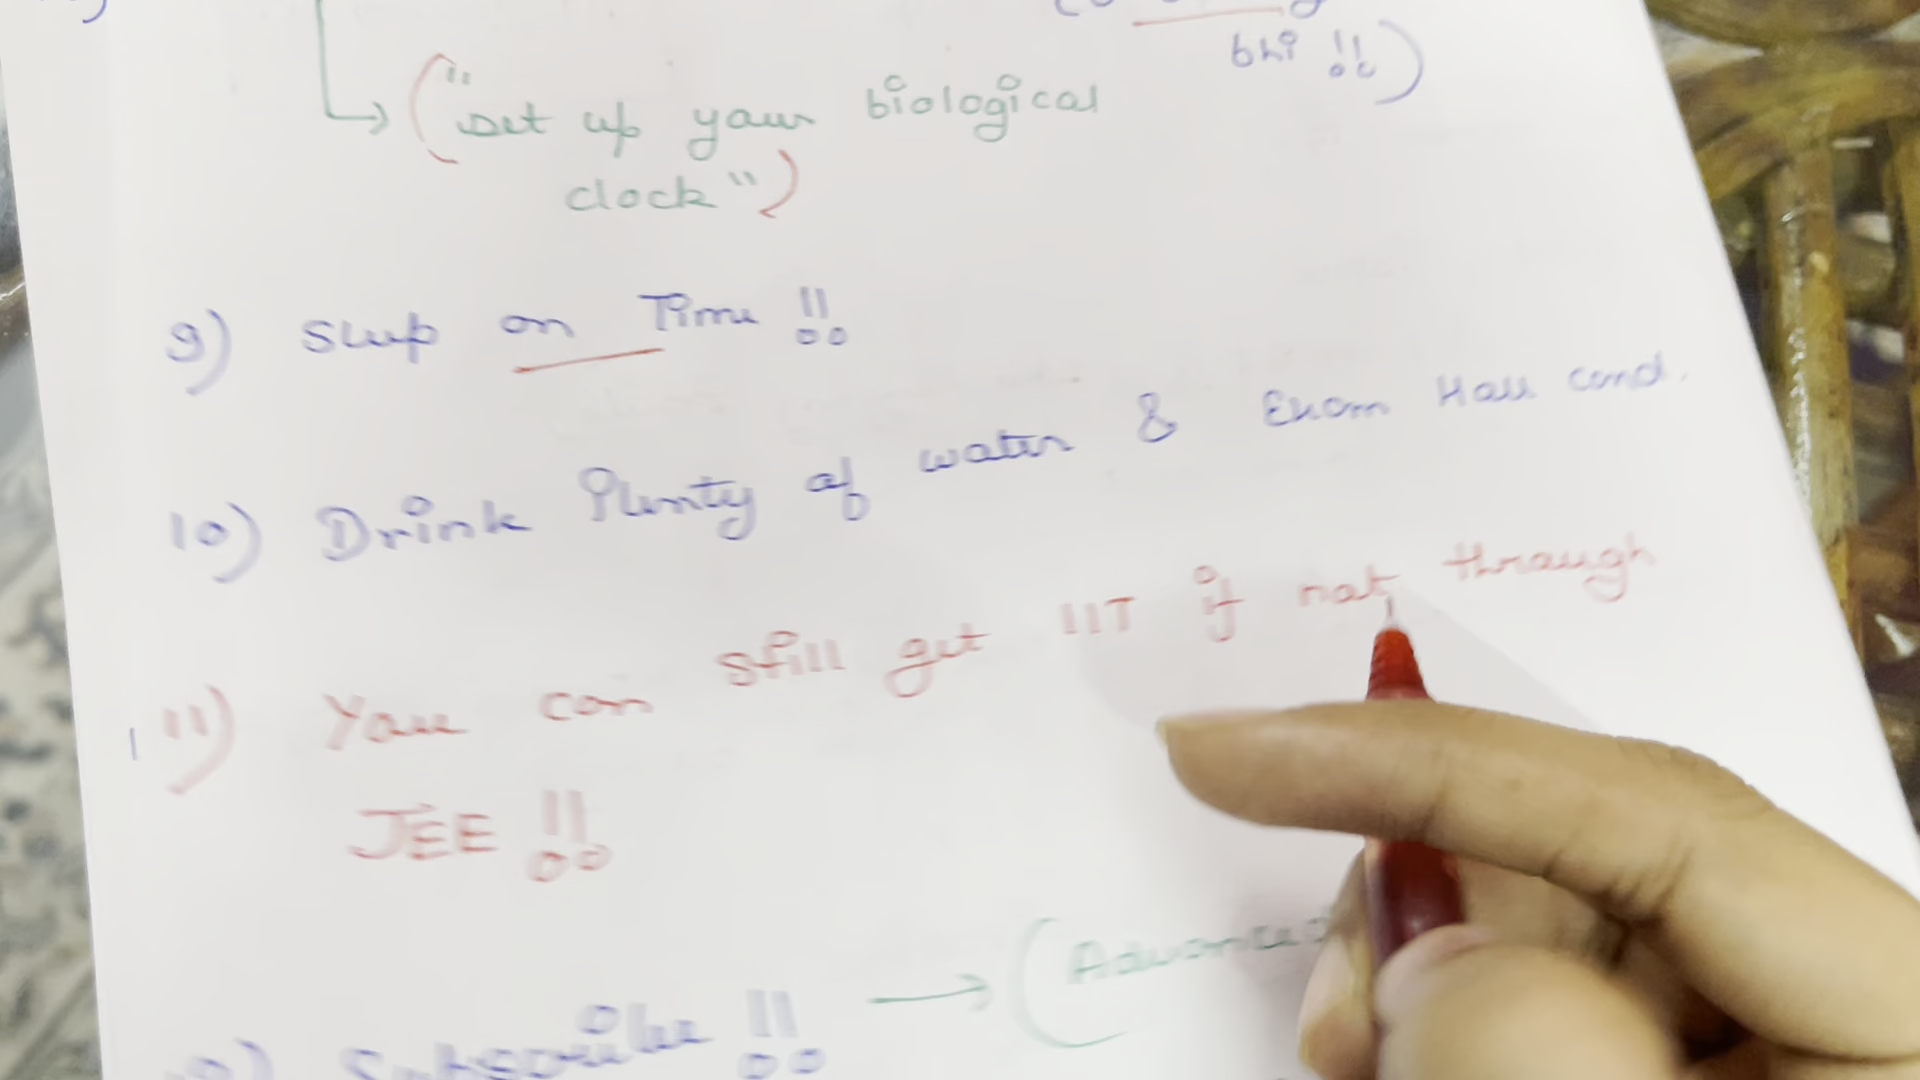 bhi !!)
("Set up your biological
clock")
9) Sleep on Time !!
10) Drink Plenty of water & Exam Hall cond.
11) You can still get IIT if not through
JEE !!
(Advanced
Subscribe !!